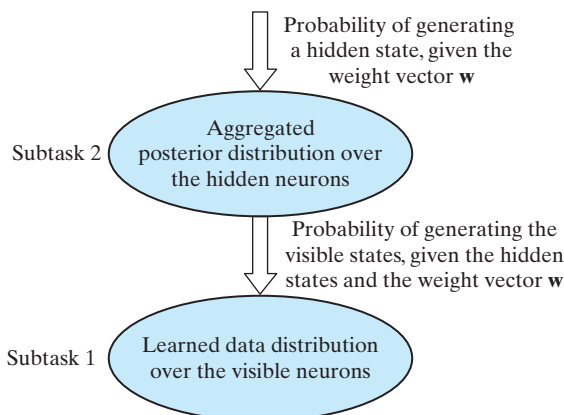 Probability of generating
a hidden state, given the
weight vector w
Aggregated
posterior distribution over
the hidden neurons
Subtask 2
Probability of generating the
visible states, given the hidden
states and the weight vector w
Learned data distribution
over the visible neurons
Subtask 1